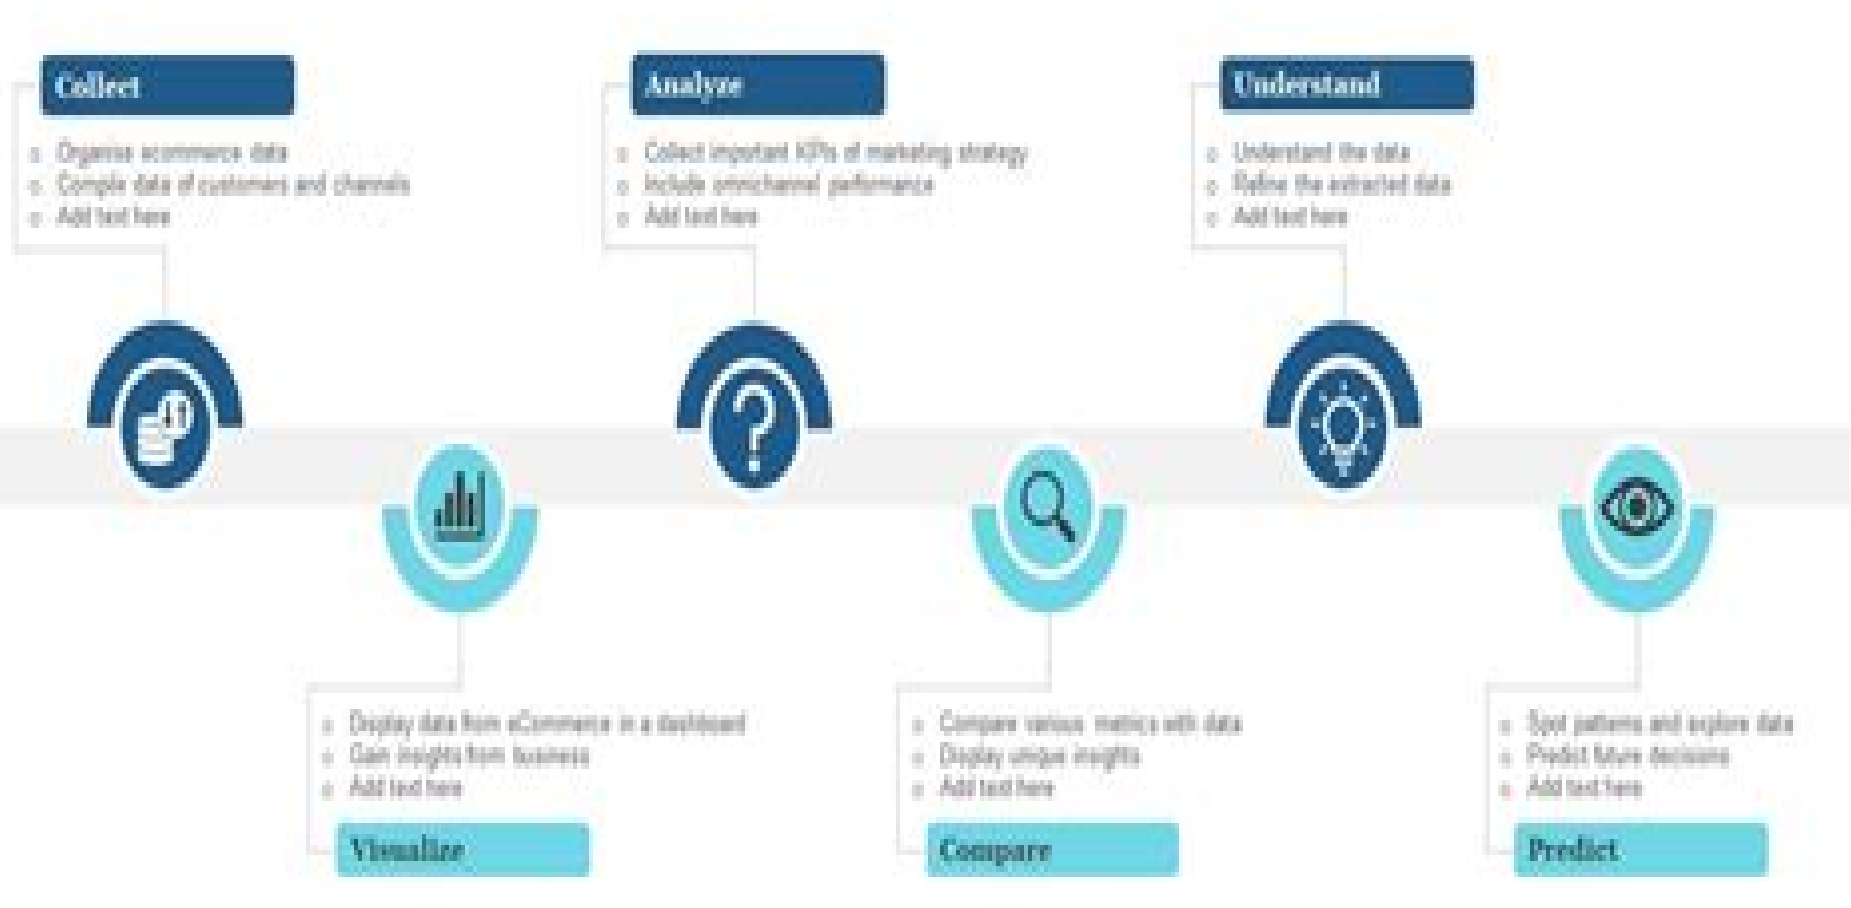 Collect
Organise ecommerce data
Compile data of customers and channels
Add text here
Visualize
Display data from eCommerce in a dashboard
Gain insights from business
Add text here
Analyze
Collect important KPIs of marketing strategy
Include omnichannel performance
Add text here
Compare
Compare various metrics with data
Display unique insights
Add text here
Understand
Understand the data
Refine the extracted data
Add text here
Predict
Spot patterns and explore data
Predict future decisions
Add text here